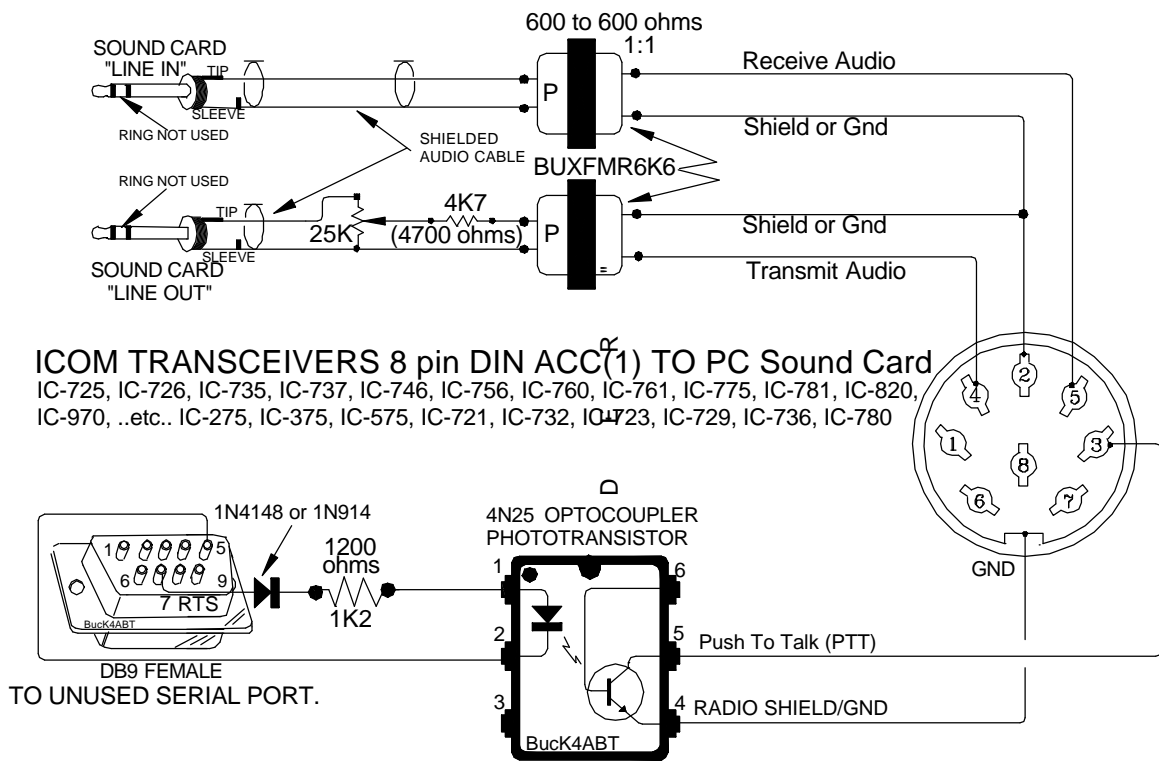 600 to 600 ohms
1:1
SOUND CARD
"LINE IN"
TIP
SLEEVE
RING NOT USED
P
Receive Audio
Shield or Gnd
SHIELDED
AUDIO CABLE
BUXFMR6K6
RING NOT USED
TIP
SLEEVE
25K
4K7
(4700 ohms)
P
=
Shield or Gnd
Transmit Audio
SOUND CARD
"LINE OUT"
ICOM TRANSCEIVERS 8 pin DIN ACC(1) TO PC Sound Card
IC-725, IC-726, IC-735, IC-737, IC-746, IC-756, IC-760, IC-761, IC-775, IC-781, IC-820,
IC-970, ..etc.. IC-275, IC-375, IC-575, IC-721, IC-732, IC-723, IC-729, IC-736, IC-780
R
F
D
2
4
5
1
3
8
6
7
GND
1N4148 or 1N914
1200
ohms
1K2
1
5
6
9
7 RTS
BucK4ABT
DB9 FEMALE
TO UNUSED SERIAL PORT.
4N25 OPTOCOUPLER
PHOTOTRANSISTOR
1
2
3
6
5
4
BucK4ABT
Push To Talk (PTT)
RADIO SHIELD/GND